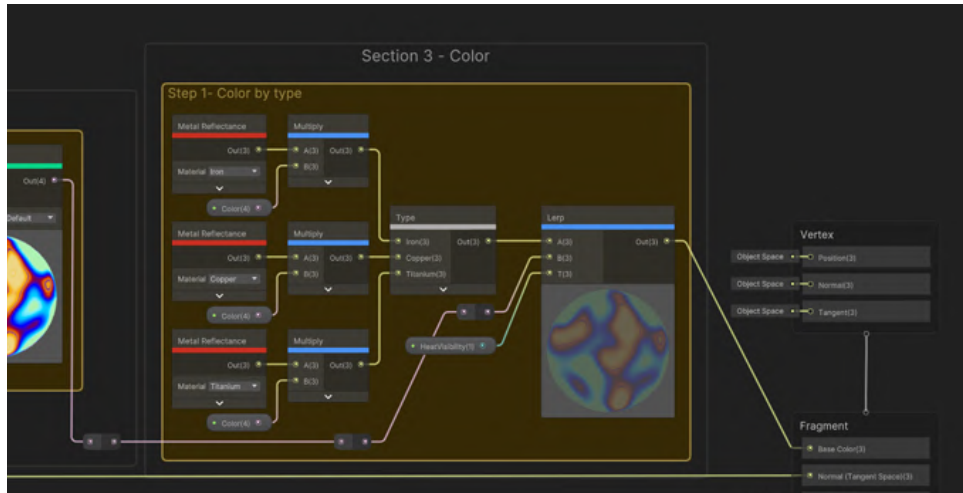 Section 3 - Color
Step 1- Color by type
Metal Reflectance
Out(3)
Material Iron
Color(4)
Multiply
A(3) Out(3)
B(3)
Metal Reflectance
Out(3)
Material Copper
Color(4)
Multiply
A(3) Out(3)
B(3)
Metal Reflectance
Out(3)
Material Titanium
Color(4)
Multiply
A(3) Out(3)
B(3)
Out(4)
Default
Type
Iron(3) Out(3)
Copper(3)
Titanium(3)
HeatVisibility(1)
Lerp
A(3) Out(3)
B(3)
T(3)
Vertex
Object Space Position(3)
Object Space Normal(3)
Object Space Tangent(3)
Fragment
Base Color(3)
Normal (Tangent Space)(3)